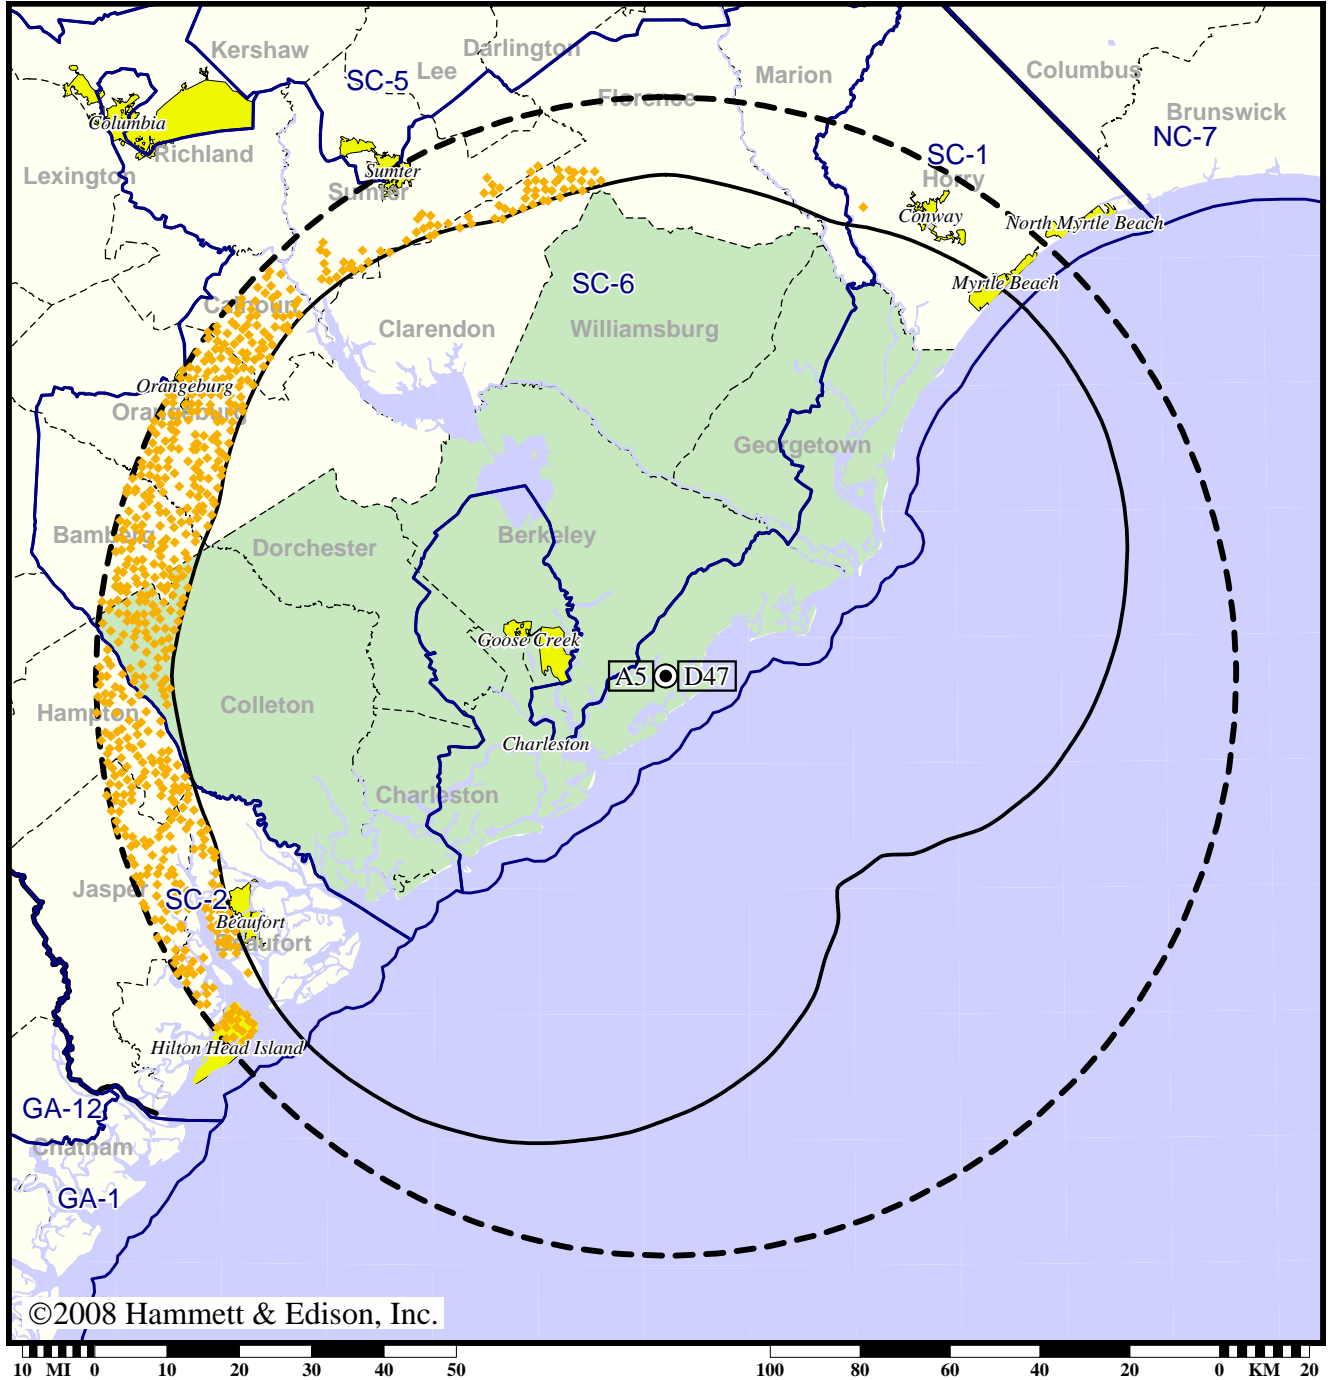 Kershaw
Darlington
Lee
SC-5
Marion
Columbus
Florence
Brunswick
Columbia
NC-7
Richland
SC-1
Sumter
Lexington
Horry
Sumter
Conway
North Myrtle Beach
SC-6
Myrtle Beach
Calhoun
Clarendon
Williamsburg
Orangeburg
Orangeburg
Georgetown
Bamberg
Dorchester
Berkeley
Goose Creek
A5
D47
Hampton
Colleton
Charleston
Charleston
Jasper
SC-2
Beaufort
Beaufort
Hilton Head Island
GA-12
Chatham
GA-1
©2008 Hammett & Edison, Inc.
10 MI 0 10 20 30 40 50
100 80 60 40 20 0 KM 20